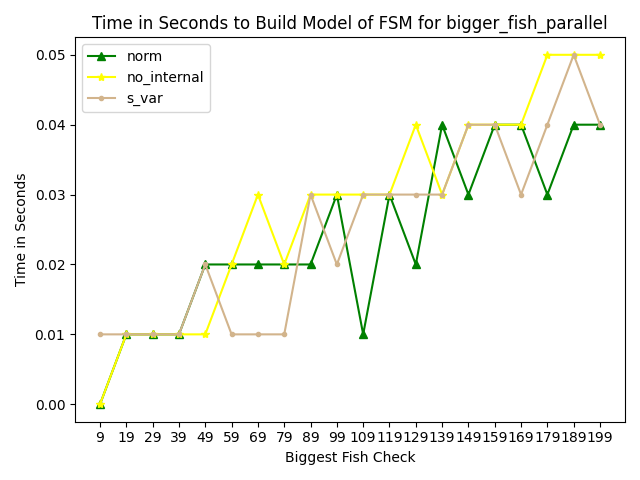 Time in Seconds to Build Model of FSM for bigger_fish_parallel
norm
no_internal
s_var
Time in Seconds
0.05
0.04
0.03
0.02
0.01
0.00
9 19 29 39 49 59 69 79 89 99 109 119 129 139 149 159 169 179 189 199
Biggest Fish Check